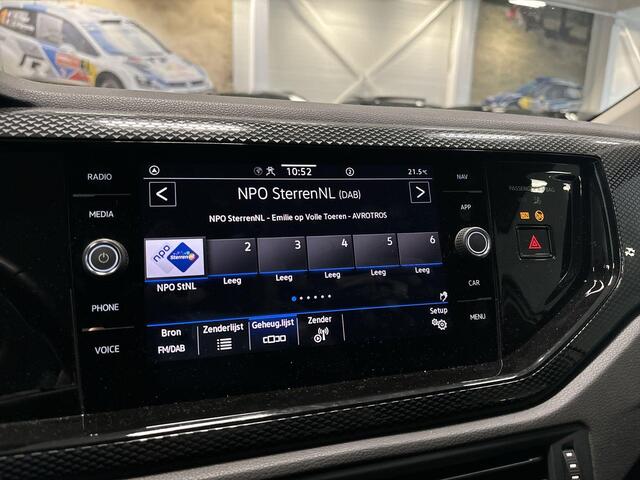 R
RADIO
MEDIA
PHONE
VOICE
10:52
2
21.5°C
NPO SterrenNL (DAB)
NPO SterrenNL - Emilie op Volle Toeren - AVROTROS
npo
Sterren nl
NPO StNL
2
Leeg
3
Leeg
4
Leeg
5
Leeg
6
Leeg
Bron
FM/DAB
Zenderlijst
Geheug.lijst
Zender
Setup
NAV
APP
CAR
MENU